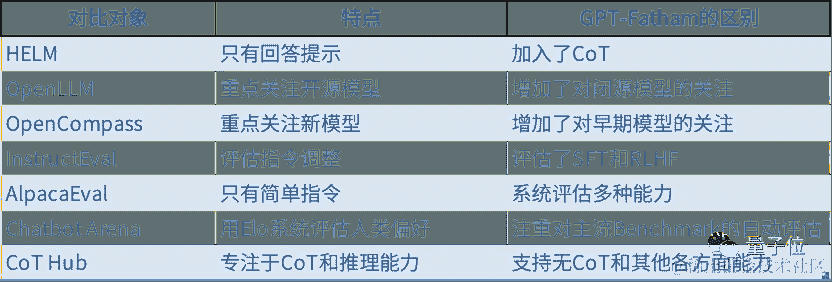 对比对象 特点 GPT-Fatham的区别
HELM 只有回答提示 加入了CoT
OpenLLM 重点关注开源模型 增加了对闭源模型的关注
OpenCompass 重点关注新模型 增加了对早期模型的关注
InstructEval 评估指令调整 评估了SFT和RLHF
AlpacaEval 只有简单指令 系统评估多种能力
Chatbot Arena 用Elo系统评估人类偏好 注重对主流Benchmark的自动评估
CoT Hub 专注于CoT和推理能力 支持无CoT和其他各方面能力
量子位
技术社区